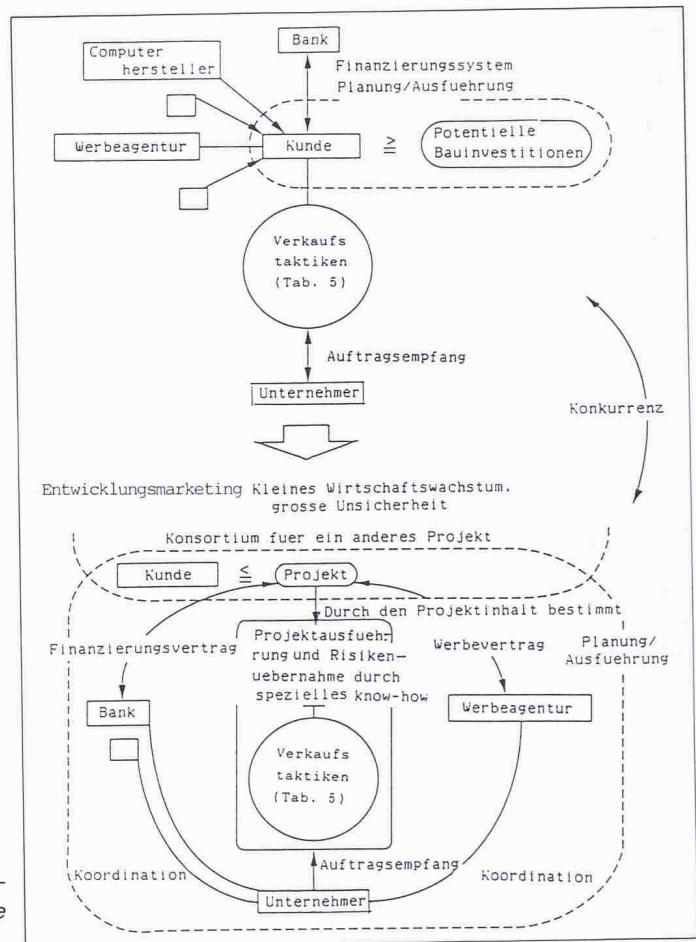 Bank
Computer
hersteller
Finanzierungssystem
Planung/Ausfuehrung
Werbeagentur
Kunde
≧
Potentielle
Bauinvestitionen
Verkaufs
taktiken
(Tab. 5)
Auftragsempfang
Unternehmer
Konkurrenz
Entwicklungsmarketing Kleines Wirtschaftswachstum.
grosse Unsicherheit
Konsortium fuer ein anderes Projekt
Kunde
≦
Projekt
Durch den Projektinhalt bestimmt
Finanzierungsvertrag
Projektausfueh-
rung und Risiken-
uebernahme durch
spezielles know-how
Werbevertrag
Planung/
Ausfuehrung
Bank
Werbeagentur
Verkaufs
taktiken
(Tab. 5)
Auftragsempfang
Koordination
Koordination
Unternehmer